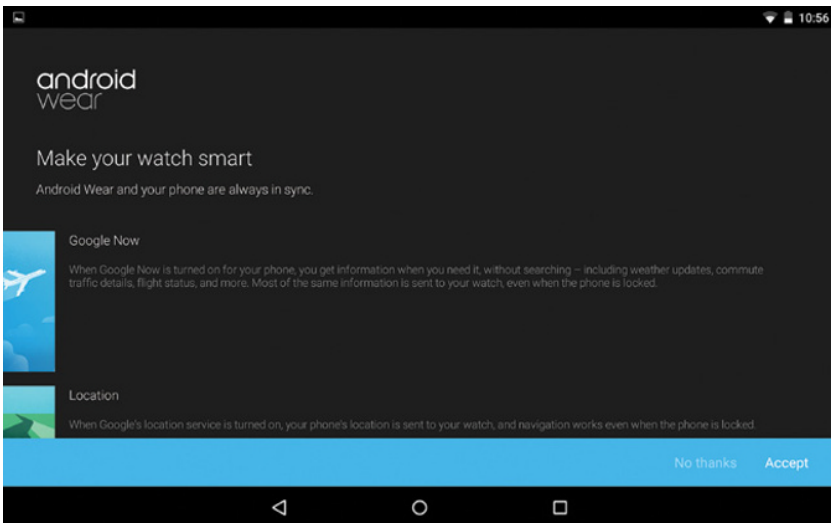 10:56
android
wear
Make your watch smart
Android Wear and your phone are always in sync.
Google Now
When Google Now is turned on for your phone, you get information when you need it, without searching – including weather updates, commute
traffic details, flight status, and more. Most of the same information is sent to your watch, even when the phone is locked.
Location
When Google's location service is turned on, your phone's location is sent to your watch, and navigation works even when the phone is locked.
No thanks Accept